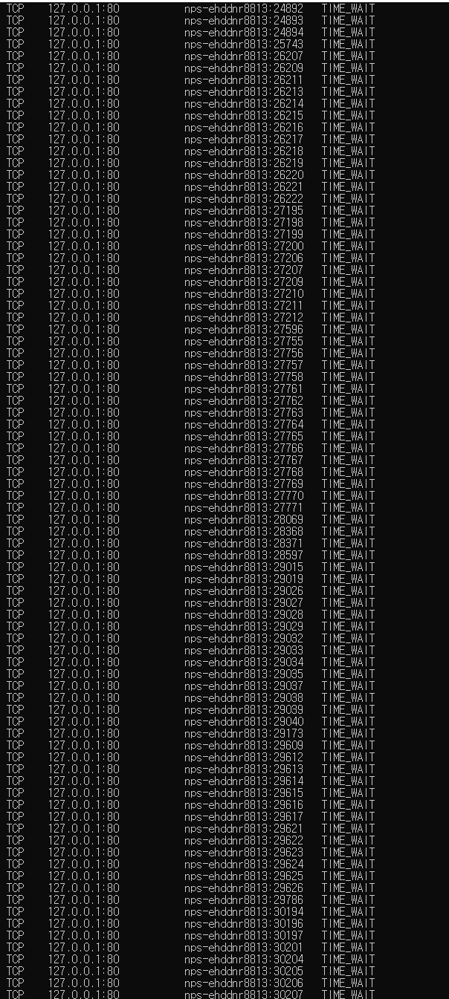 TCP 127.0.0.1:80 nps-ehddnr8813:24892 TIME_WAIT
TCP 127.0.0.1:80 nps-ehddnr8813:24893 TIME_WAIT
TCP 127.0.0.1:80 nps-ehddnr8813:24894 TIME_WAIT
TCP 127.0.0.1:80 nps-ehddnr8813:25743 TIME_WAIT
TCP 127.0.0.1:80 nps-ehddnr8813:26207 TIME_WAIT
TCP 127.0.0.1:80 nps-ehddnr8813:26209 TIME_WAIT
TCP 127.0.0.1:80 nps-ehddnr8813:26211 TIME_WAIT
TCP 127.0.0.1:80 nps-ehddnr8813:26213 TIME_WAIT
TCP 127.0.0.1:80 nps-ehddnr8813:26214 TIME_WAIT
TCP 127.0.0.1:80 nps-ehddnr8813:26215 TIME_WAIT
TCP 127.0.0.1:80 nps-ehddnr8813:26216 TIME_WAIT
TCP 127.0.0.1:80 nps-ehddnr8813:26217 TIME_WAIT
TCP 127.0.0.1:80 nps-ehddnr8813:26218 TIME_WAIT
TCP 127.0.0.1:80 nps-ehddnr8813:26219 TIME_WAIT
TCP 127.0.0.1:80 nps-ehddnr8813:26220 TIME_WAIT
TCP 127.0.0.1:80 nps-ehddnr8813:26221 TIME_WAIT
TCP 127.0.0.1:80 nps-ehddnr8813:26222 TIME_WAIT
TCP 127.0.0.1:80 nps-ehddnr8813:27195 TIME_WAIT
TCP 127.0.0.1:80 nps-ehddnr8813:27198 TIME_WAIT
TCP 127.0.0.1:80 nps-ehddnr8813:27199 TIME_WAIT
TCP 127.0.0.1:80 nps-ehddnr8813:27200 TIME_WAIT
TCP 127.0.0.1:80 nps-ehddnr8813:27206 TIME_WAIT
TCP 127.0.0.1:80 nps-ehddnr8813:27207 TIME_WAIT
TCP 127.0.0.1:80 nps-ehddnr8813:27209 TIME_WAIT
TCP 127.0.0.1:80 nps-ehddnr8813:27210 TIME_WAIT
TCP 127.0.0.1:80 nps-ehddnr8813:27211 TIME_WAIT
TCP 127.0.0.1:80 nps-ehddnr8813:27212 TIME_WAIT
TCP 127.0.0.1:80 nps-ehddnr8813:27596 TIME_WAIT
TCP 127.0.0.1:80 nps-ehddnr8813:27755 TIME_WAIT
TCP 127.0.0.1:80 nps-ehddnr8813:27756 TIME_WAIT
TCP 127.0.0.1:80 nps-ehddnr8813:27757 TIME_WAIT
TCP 127.0.0.1:80 nps-ehddnr8813:27758 TIME_WAIT
TCP 127.0.0.1:80 nps-ehddnr8813:27761 TIME_WAIT
TCP 127.0.0.1:80 nps-ehddnr8813:27762 TIME_WAIT
TCP 127.0.0.1:80 nps-ehddnr8813:27763 TIME_WAIT
TCP 127.0.0.1:80 nps-ehddnr8813:27764 TIME_WAIT
TCP 127.0.0.1:80 nps-ehddnr8813:27765 TIME_WAIT
TCP 127.0.0.1:80 nps-ehddnr8813:27766 TIME_WAIT
TCP 127.0.0.1:80 nps-ehddnr8813:27767 TIME_WAIT
TCP 127.0.0.1:80 nps-ehddnr8813:27768 TIME_WAIT
TCP 127.0.0.1:80 nps-ehddnr8813:27769 TIME_WAIT
TCP 127.0.0.1:80 nps-ehddnr8813:27770 TIME_WAIT
TCP 127.0.0.1:80 nps-ehddnr8813:27771 TIME_WAIT
TCP 127.0.0.1:80 nps-ehddnr8813:28069 TIME_WAIT
TCP 127.0.0.1:80 nps-ehddnr8813:28368 TIME_WAIT
TCP 127.0.0.1:80 nps-ehddnr8813:28371 TIME_WAIT
TCP 127.0.0.1:80 nps-ehddnr8813:28597 TIME_WAIT
TCP 127.0.0.1:80 nps-ehddnr8813:29015 TIME_WAIT
TCP 127.0.0.1:80 nps-ehddnr8813:29019 TIME_WAIT
TCP 127.0.0.1:80 nps-ehddnr8813:29026 TIME_WAIT
TCP 127.0.0.1:80 nps-ehddnr8813:29027 TIME_WAIT
TCP 127.0.0.1:80 nps-ehddnr8813:29028 TIME_WAIT
TCP 127.0.0.1:80 nps-ehddnr8813:29029 TIME_WAIT
TCP 127.0.0.1:80 nps-ehddnr8813:29032 TIME_WAIT
TCP 127.0.0.1:80 nps-ehddnr8813:29033 TIME_WAIT
TCP 127.0.0.1:80 nps-ehddnr8813:29034 TIME_WAIT
TCP 127.0.0.1:80 nps-ehddnr8813:29035 TIME_WAIT
TCP 127.0.0.1:80 nps-ehddnr8813:29037 TIME_WAIT
TCP 127.0.0.1:80 nps-ehddnr8813:29038 TIME_WAIT
TCP 127.0.0.1:80 nps-ehddnr8813:29039 TIME_WAIT
TCP 127.0.0.1:80 nps-ehddnr8813:29040 TIME_WAIT
TCP 127.0.0.1:80 nps-ehddnr8813:29173 TIME_WAIT
TCP 127.0.0.1:80 nps-ehddnr8813:29609 TIME_WAIT
TCP 127.0.0.1:80 nps-ehddnr8813:29612 TIME_WAIT
TCP 127.0.0.1:80 nps-ehddnr8813:29613 TIME_WAIT
TCP 127.0.0.1:80 nps-ehddnr8813:29614 TIME_WAIT
TCP 127.0.0.1:80 nps-ehddnr8813:29615 TIME_WAIT
TCP 127.0.0.1:80 nps-ehddnr8813:29616 TIME_WAIT
TCP 127.0.0.1:80 nps-ehddnr8813:29617 TIME_WAIT
TCP 127.0.0.1:80 nps-ehddnr8813:29621 TIME_WAIT
TCP 127.0.0.1:80 nps-ehddnr8813:29622 TIME_WAIT
TCP 127.0.0.1:80 nps-ehddnr8813:29623 TIME_WAIT
TCP 127.0.0.1:80 nps-ehddnr8813:29624 TIME_WAIT
TCP 127.0.0.1:80 nps-ehddnr8813:29625 TIME_WAIT
TCP 127.0.0.1:80 nps-ehddnr8813:29626 TIME_WAIT
TCP 127.0.0.1:80 nps-ehddnr8813:29786 TIME_WAIT
TCP 127.0.0.1:80 nps-ehddnr8813:30194 TIME_WAIT
TCP 127.0.0.1:80 nps-ehddnr8813:30196 TIME_WAIT
TCP 127.0.0.1:80 nps-ehddnr8813:30197 TIME_WAIT
TCP 127.0.0.1:80 nps-ehddnr8813:30201 TIME_WAIT
TCP 127.0.0.1:80 nps-ehddnr8813:30204 TIME_WAIT
TCP 127.0.0.1:80 nps-ehddnr8813:30205 TIME_WAIT
TCP 127.0.0.1:80 nps-ehddnr8813:30206 TIME_WAIT
TCP 127.0.0.1:80 nps-ehddnr8813:30207 TIME_WAIT